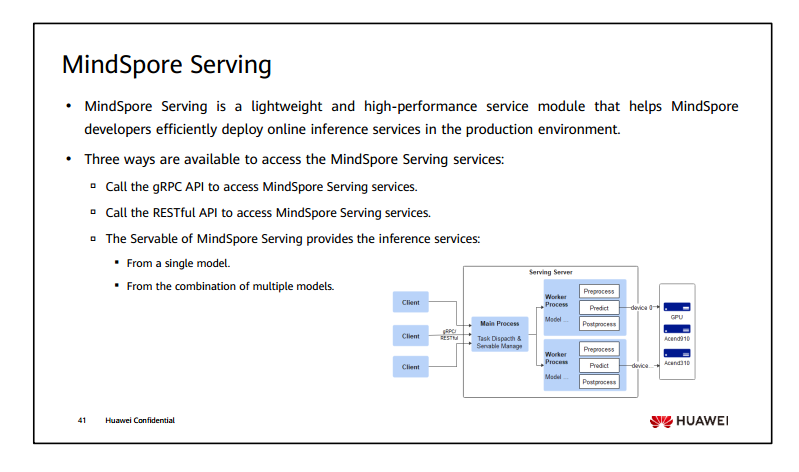 MindSpore Serving
• MindSpore Serving is a lightweight and high-performance service module that helps MindSpore
developers efficiently deploy online inference services in the production environment.
• Three ways are available to access the MindSpore Serving services:
▫ Call the gRPC API to access MindSpore Serving services.
▫ Call the RESTful API to access MindSpore Serving services.
▫ The Servable of MindSpore Serving provides the inference services:
▪ From a single model.
▪ From the combination of multiple models.
Serving Server
Client
Client
Client
gRPC/
RESTful
Main Process
Task Dispacth &
Servable Manage
Worker
Process
Model ...
Preprocess
Predict
Postprocess
device 0
Worker
Process
Model ...
Preprocess
Predict
Postprocess
device...
GPU
Acend910
Acend310
41 Huawei Confidential
HUAWEI